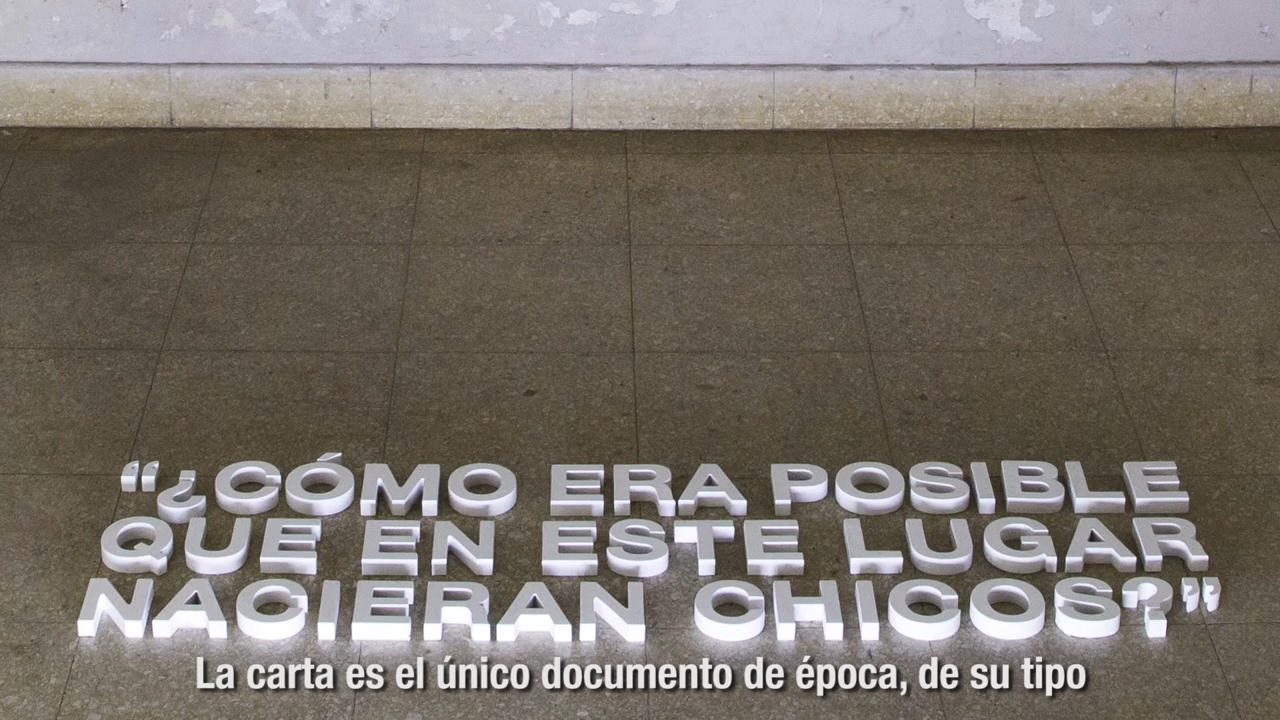 “¿CÓMO ERA POSIBLE
QUE EN ESTE LUGAR
NACIERAN CHICOS?”
La carta es el único documento de época, de su tipo